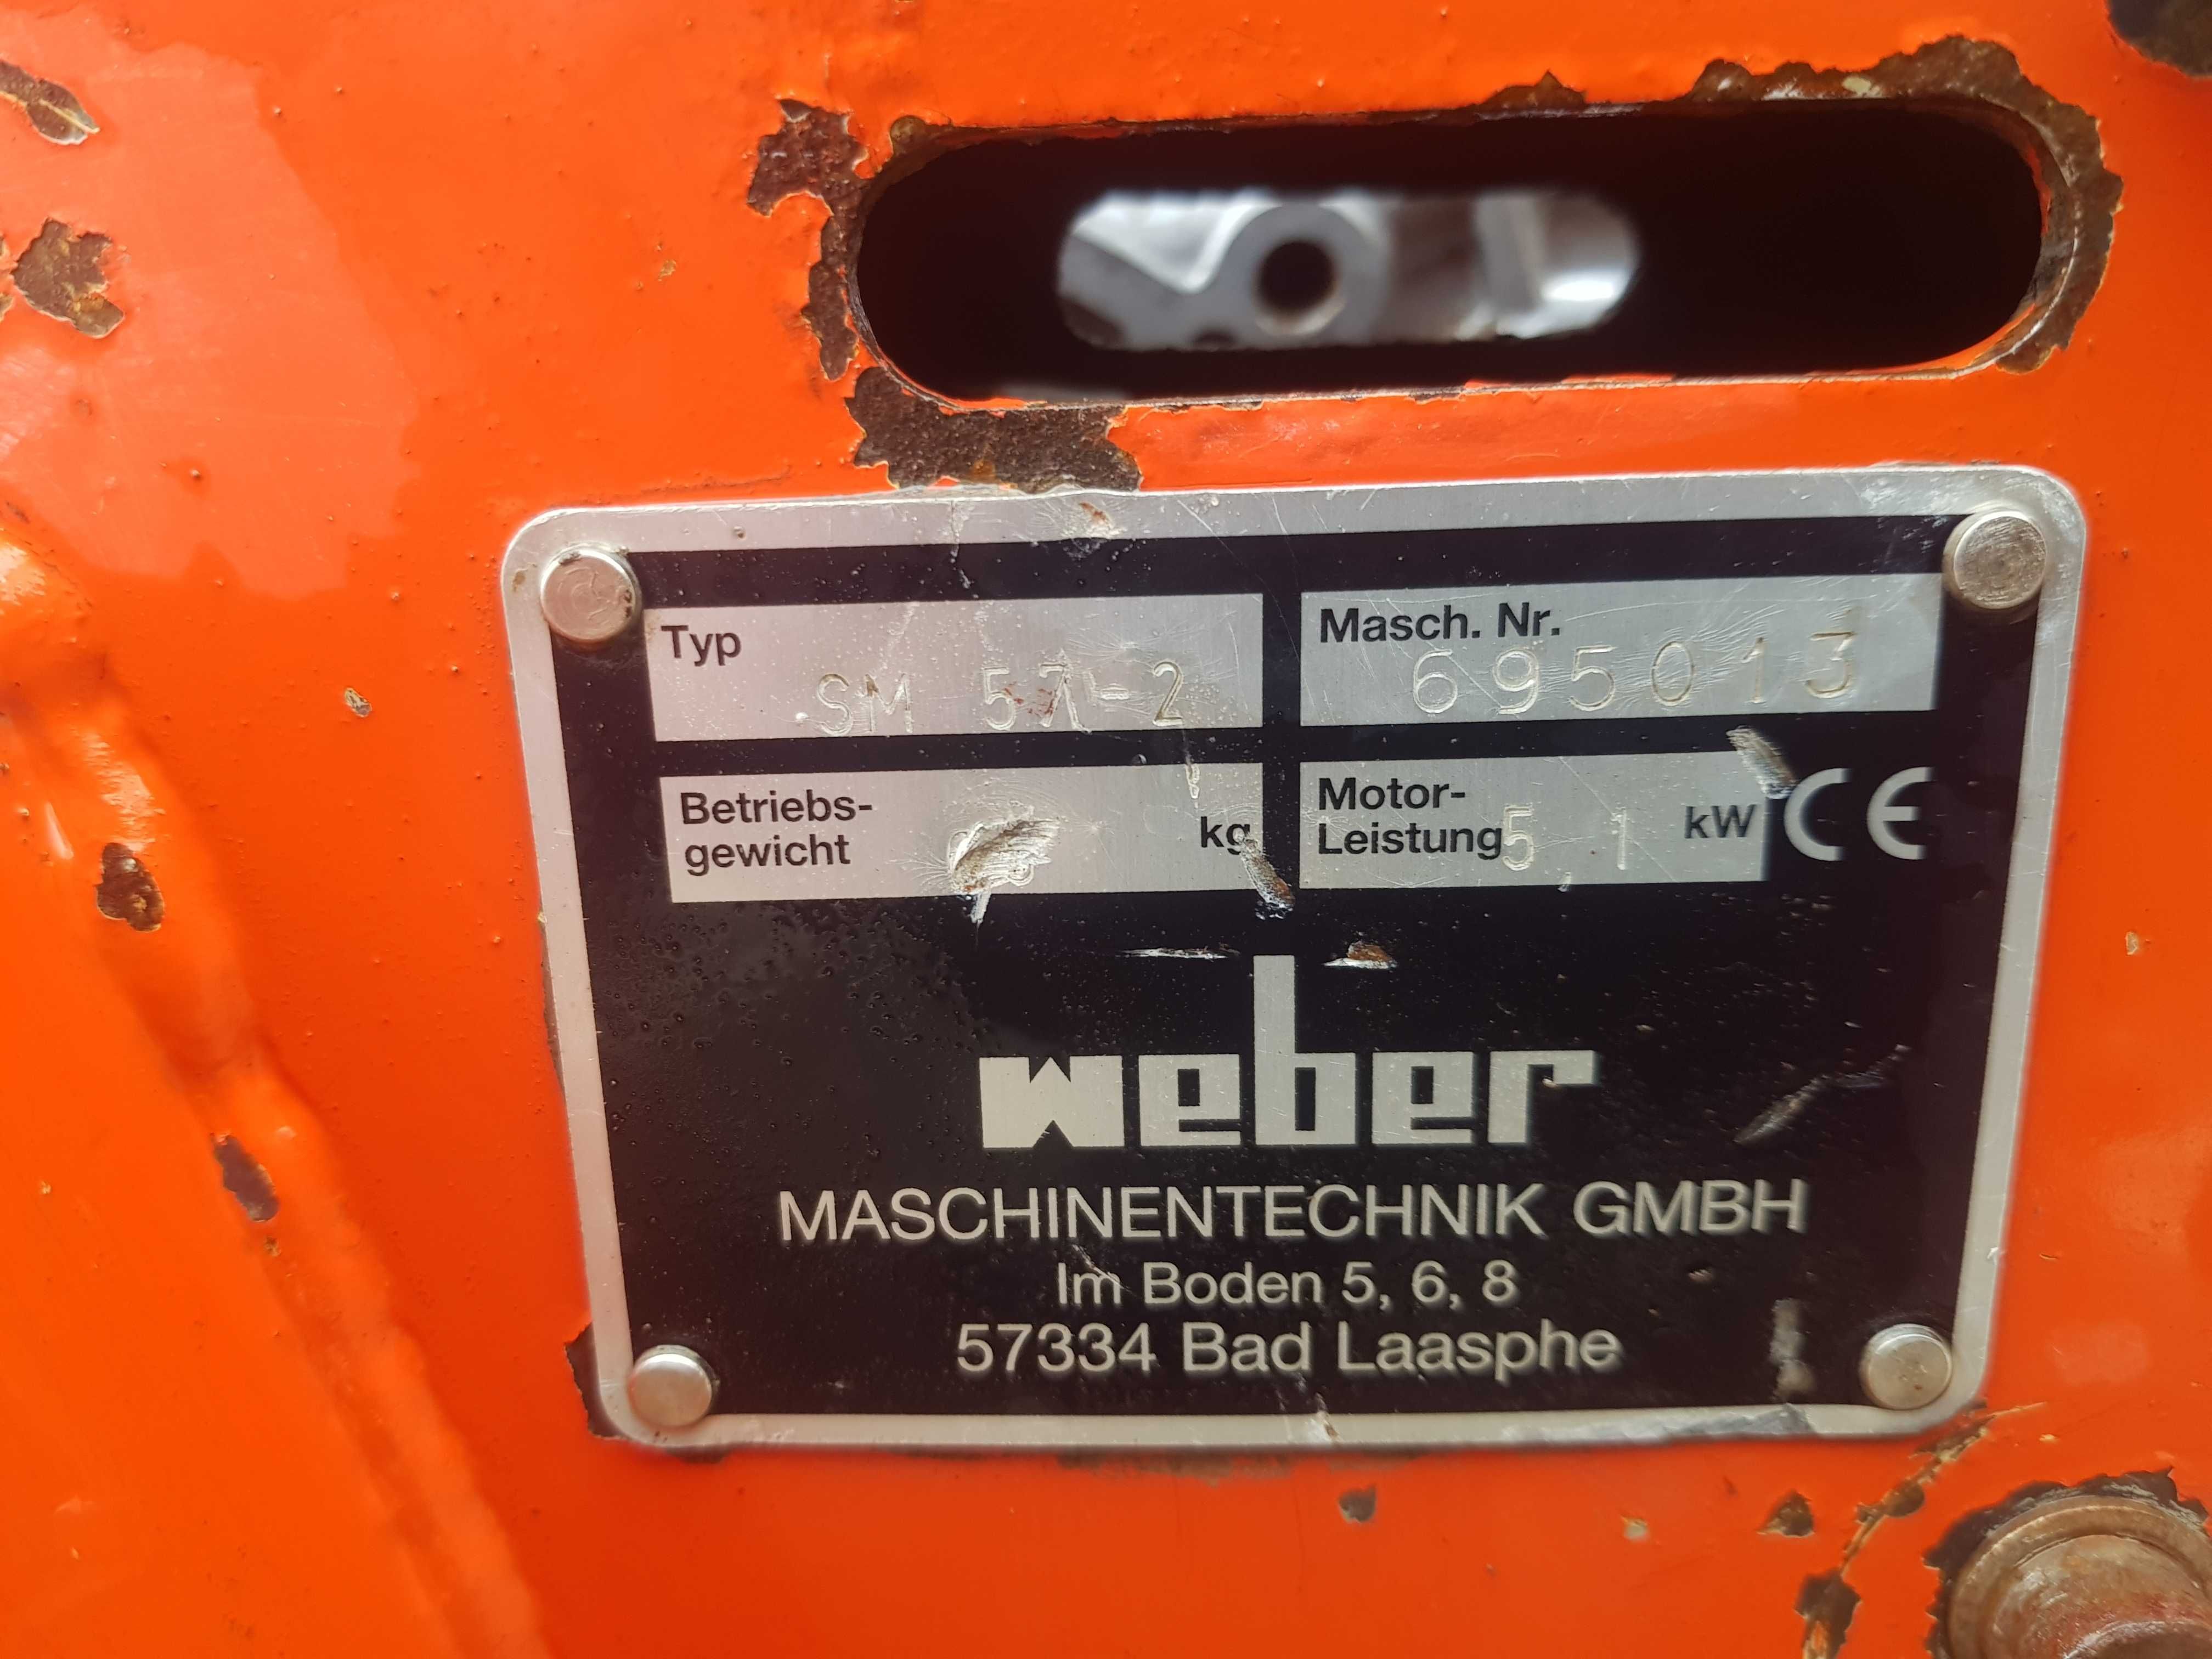 Typ
SM 57-2
Masch. Nr.
695013
Betriebs-
gewicht
kg
Motor-
Leistung 5,1 kW
CE
weber
MASCHINENTECHNIK GMBH
Im Boden 5, 6, 8
57334 Bad Laasphe